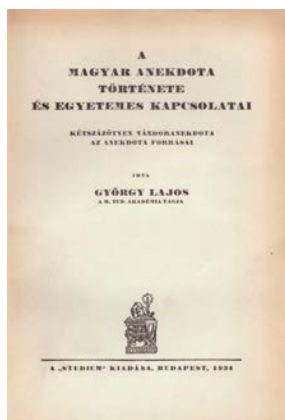 A
MAGYAR ANEKDOTA
TÖRTÉNETE
ÉS EGYETEMES KAPCSOLATAI
KÉTSZÁZÖTVEN VÁNDORANEKDOTA
AZ ANEKDOTA FORRÁSAI
IRTA
GYÖRGY LAJOS
A M. TUD. AKADÉMIA TAGJA
A „STUDIUM“ KIADÁSA, BUDAPEST, 1934